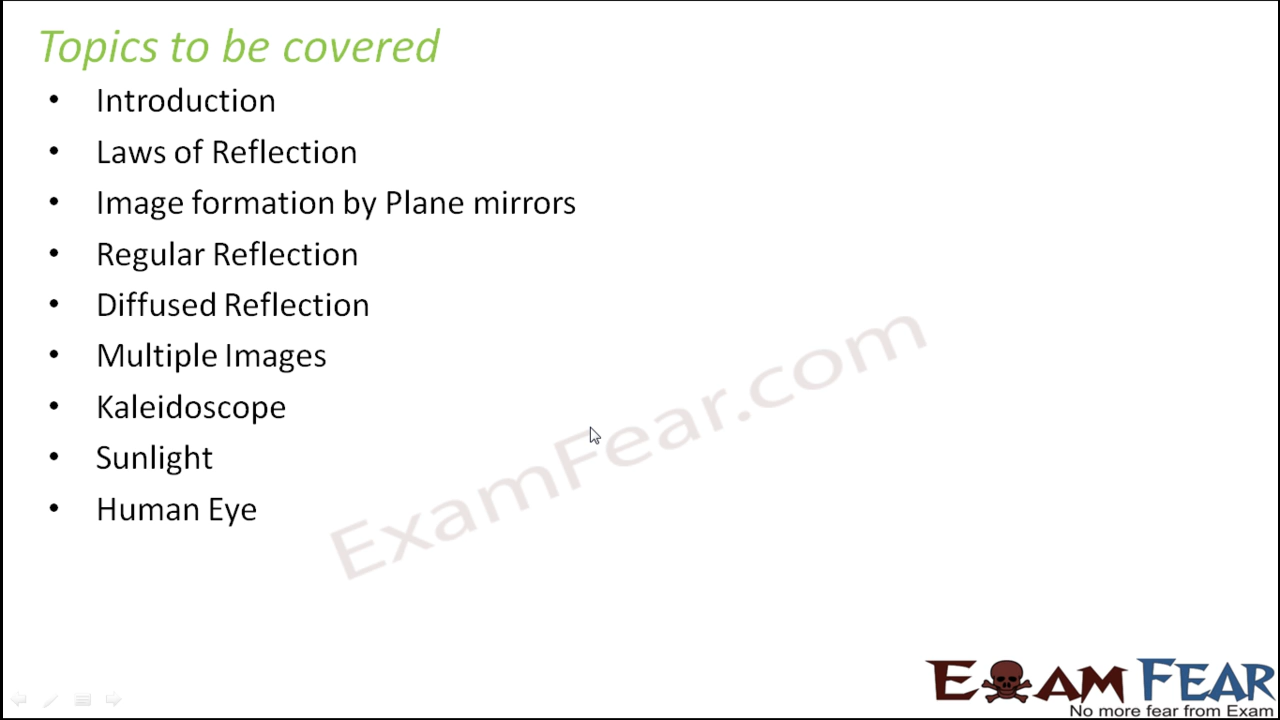 Topics to be covered
• Introduction
• Laws of Reflection
• Image formation by Plane mirrors
• Regular Reflection
• Diffused Reflection
• Multiple Images
• Kaleidoscope
• Sunlight
• Human Eye
ExamFear.com
EXAM FEAR
No more fear from Exam